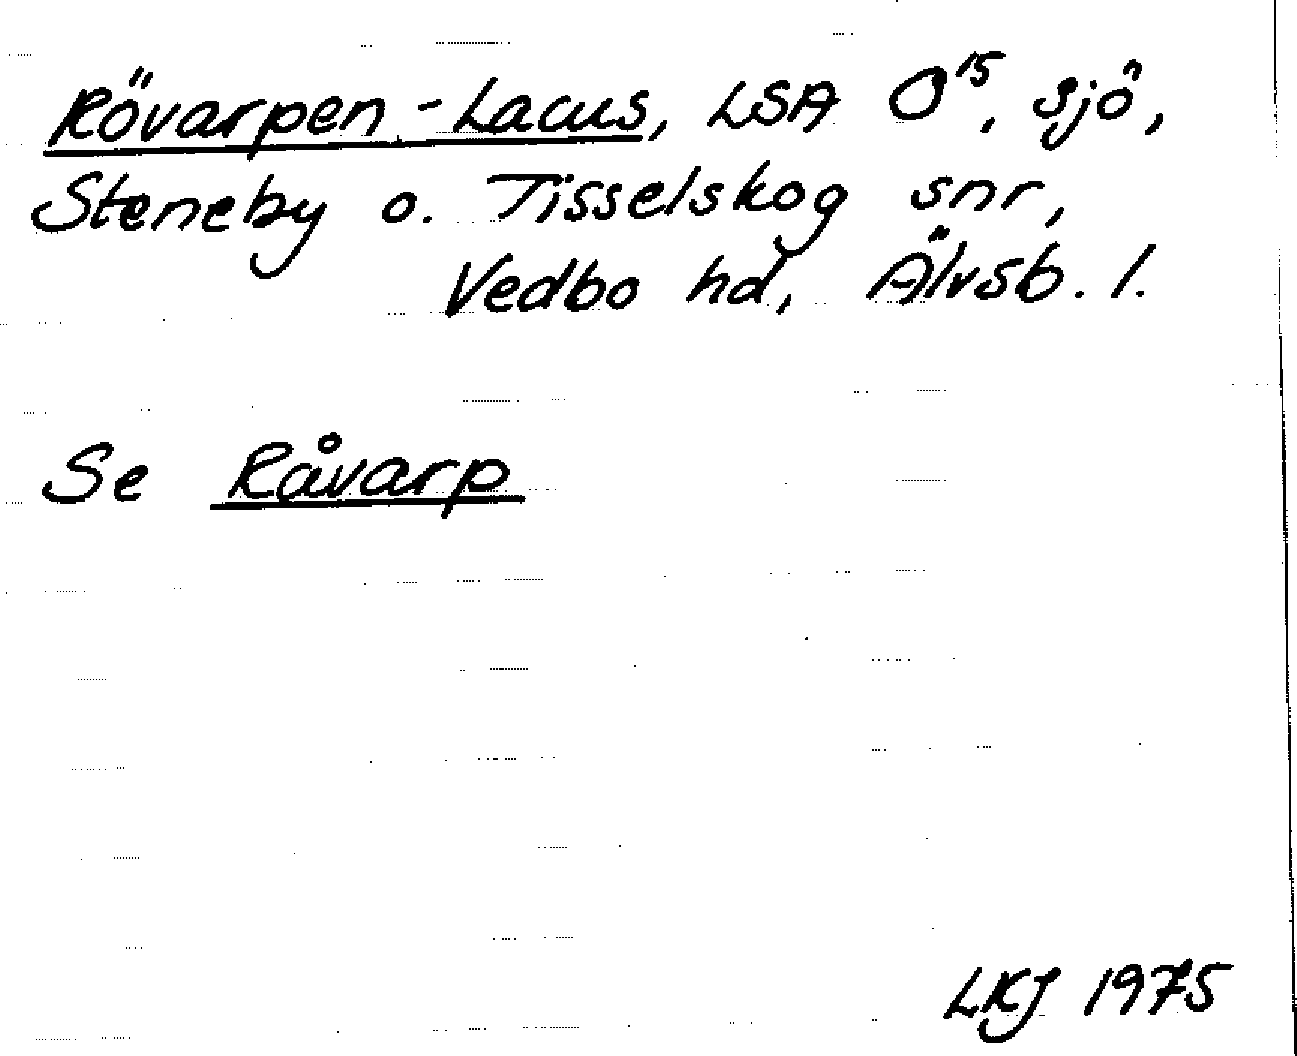 Rövarpen - Lacus, LSA O¹⁵, sjö,
Steneby o. Tisselskog snr,
Vedbo hd, Älvsb. l.
Se Råvarp
LKJ 1975